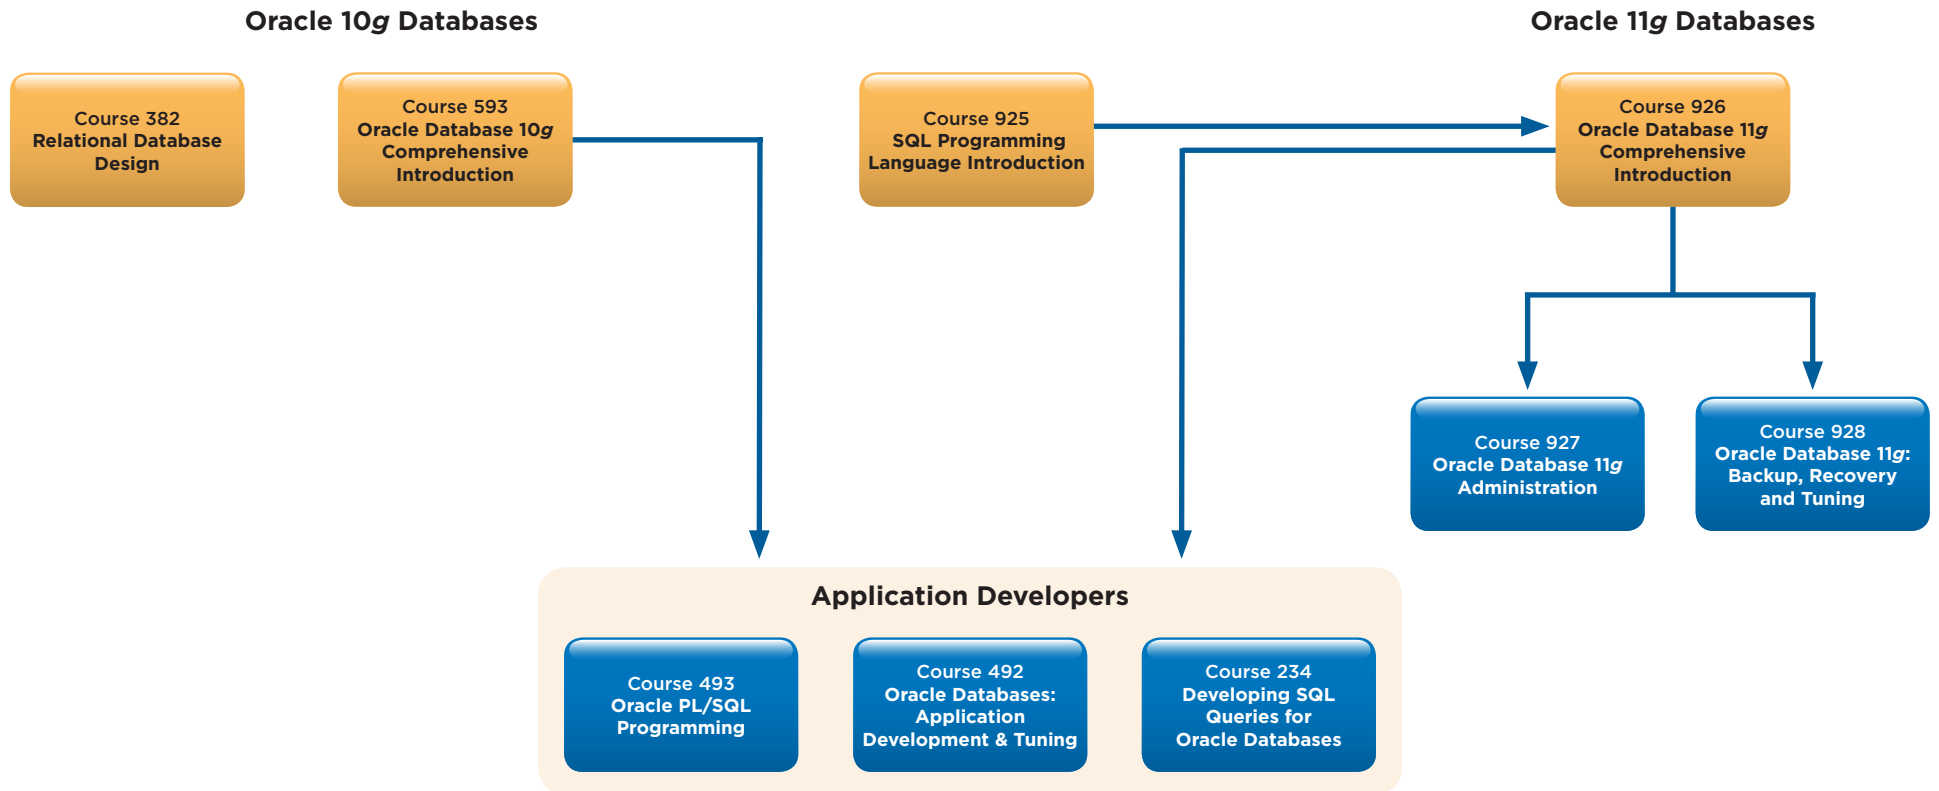 Oracle 10g Databases
Oracle 11g Databases
Course 382
Relational Database
Design
Course 593
Oracle Database 10g
Comprehensive
Introduction
Course 925
SQL Programming
Language Introduction
Course 926
Oracle Database 11g
Comprehensive
Introduction
Course 927
Oracle Database 11g
Administration
Course 928
Oracle Database 11g:
Backup, Recovery
and Tuning
Application Developers
Course 493
Oracle PL/SQL
Programming
Course 492
Oracle Databases:
Application
Development & Tuning
Course 234
Developing SQL
Queries for
Oracle Databases